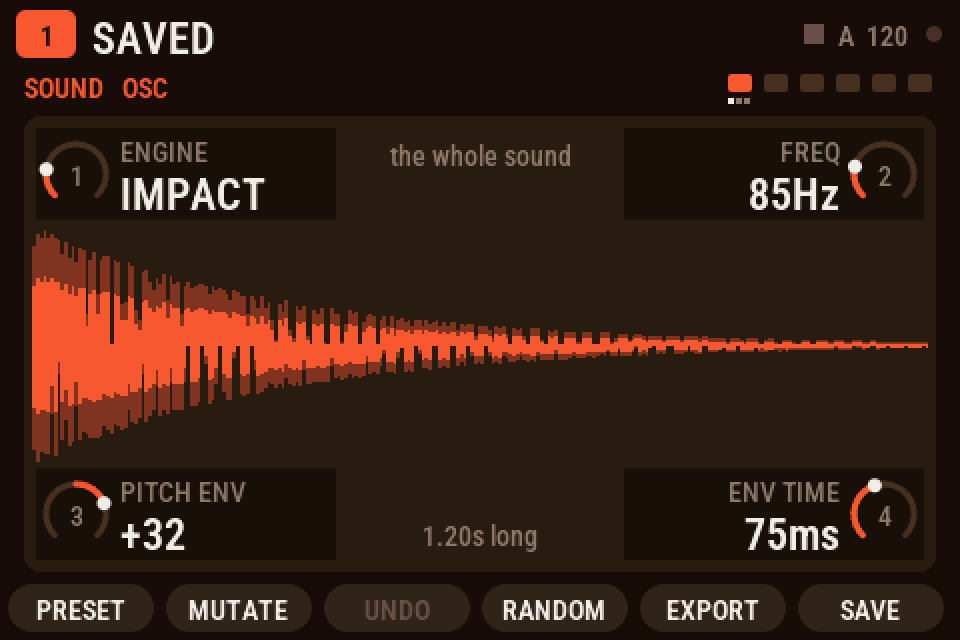 1 SAVED A 120
SOUND OSC
1 ENGINE IMPACT
the whole sound
FREQ 85Hz 2
3 PITCH ENV +32
1.20s long
ENV TIME 75ms 4
PRESET MUTATE UNDO RANDOM EXPORT SAVE